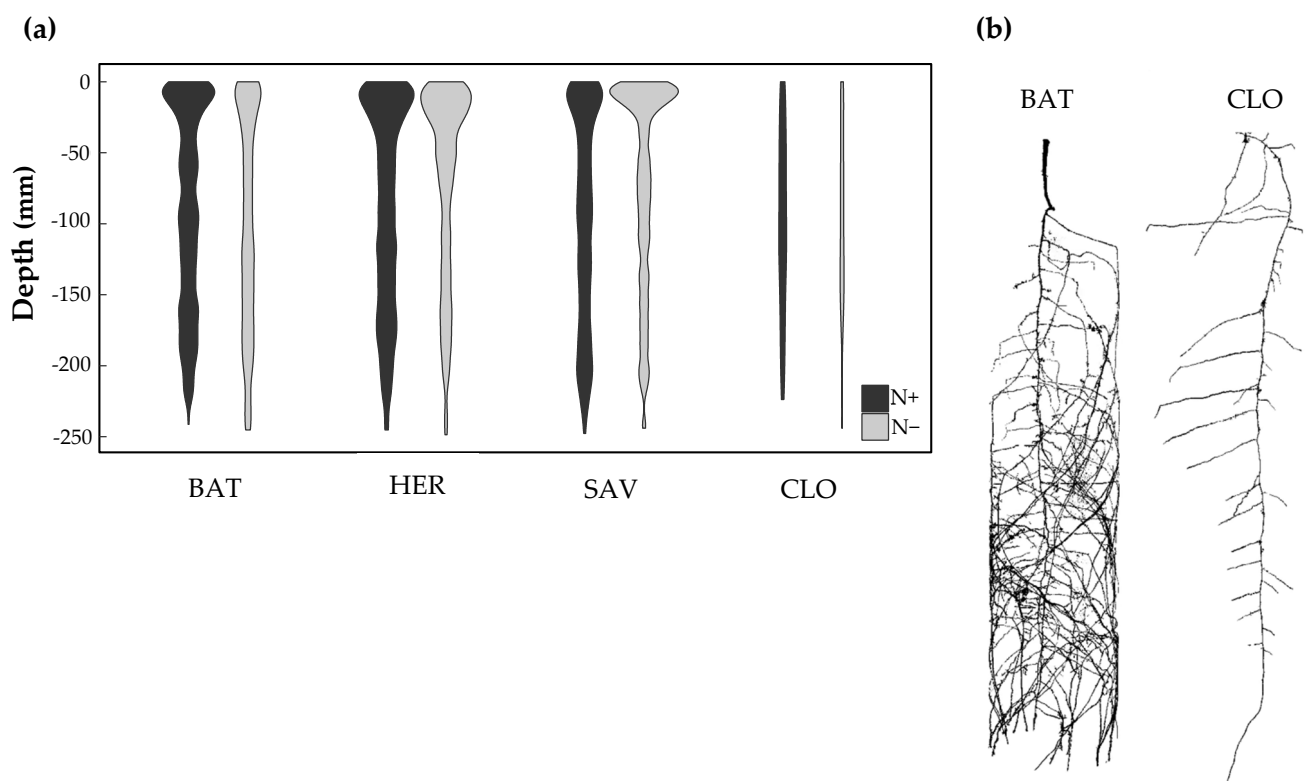 (a)
Depth (mm)
0
-50
-100
-150
-200
-250
N+
N−
BAT HER SAV CLO
(b)
BAT CLO